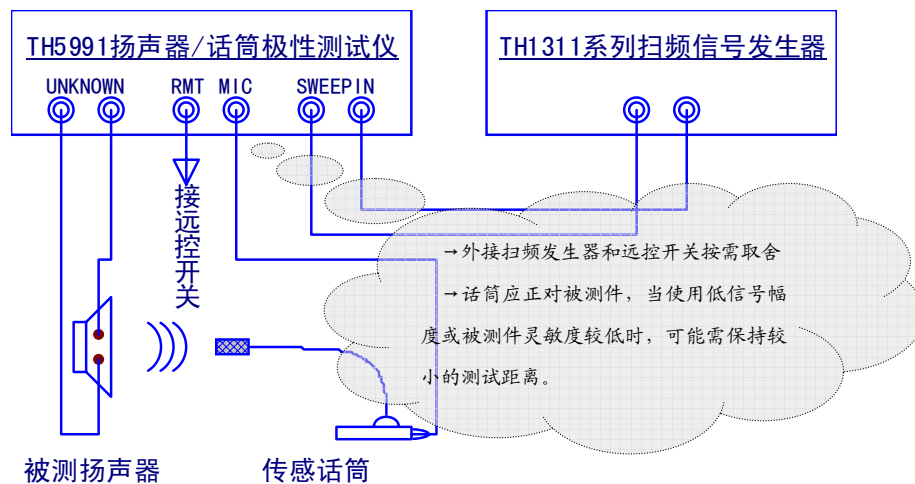 TH5991扬声器/话筒极性测试仪
TH1311系列扫频信号发生器
UNKNOWN
RMT
MIC
SWEEPIN
接远控开关
→外接扫频发生器和远控开关按需取舍
→话筒应正对被测件，当使用低信号幅
度或被测件灵敏度较低时，可能需保持较
小的测试距离。
被测扬声器
传感话筒